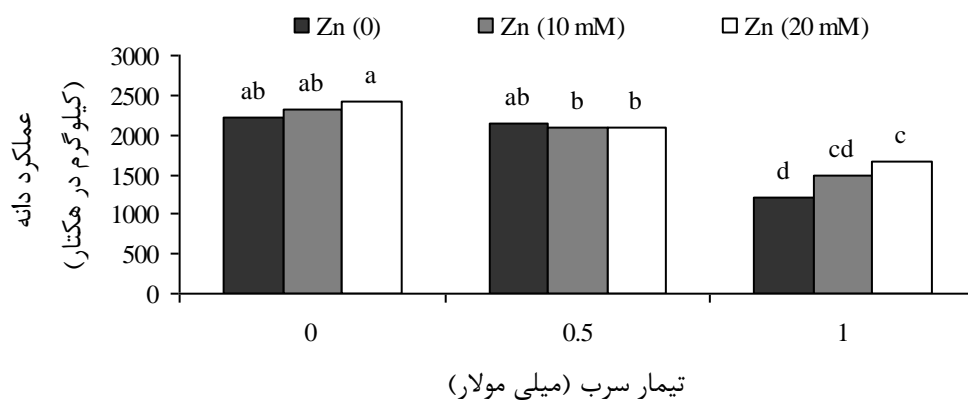 Zn (0) Zn (10 mM) Zn (20 mM)
عملکرد دانه
(کیلوگرم در هکتار)
3000
2500
2000
1500
1000
500
0
ab ab a
ab b b
d cd c
0 0.5 1
تیمار سرب (میلی مولار)